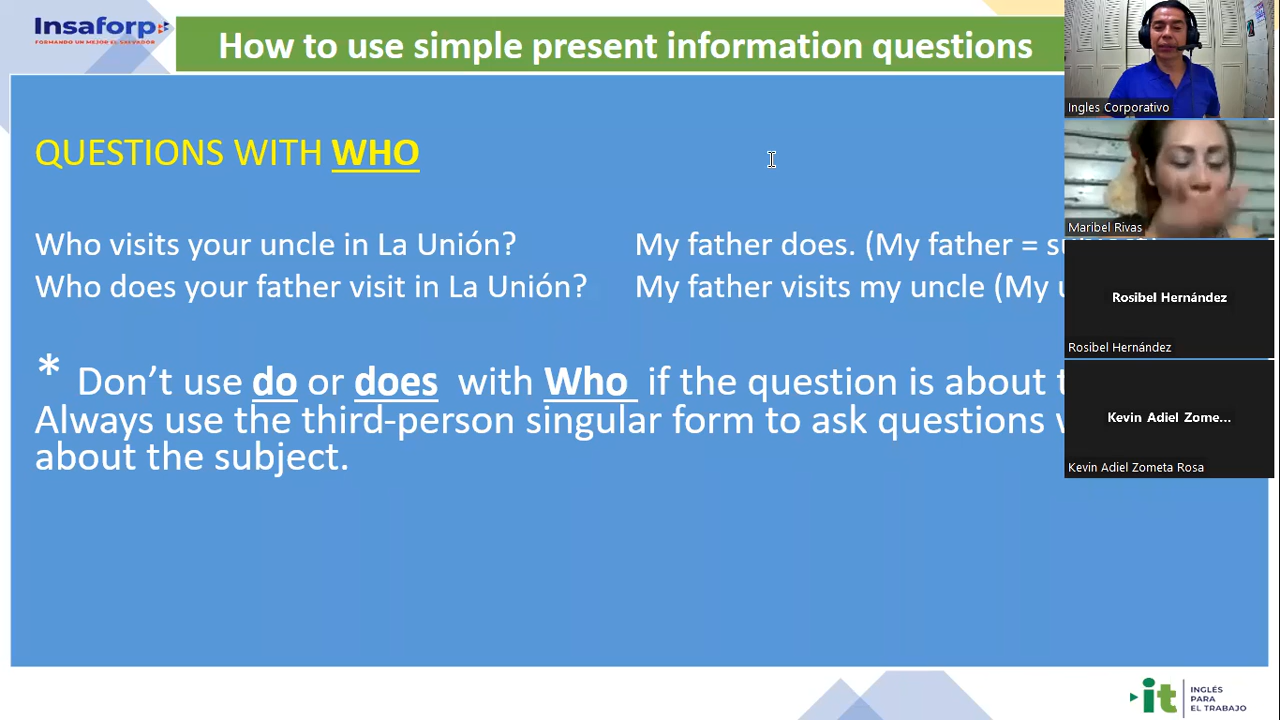 Insaforp
FORMANDO UN MEJOR EL SALVADOR
How to use simple present information questions
QUESTIONS WITH WHO
Who visits your uncle in La Unión? My father does. (My father =
Who does your father visit in La Unión? My father visits my uncle (My
* Don’t use do or does with Who if the question is about
Always use the third-person singular form to ask questions
about the subject.
Ingles Corporativo
Maribel Rivas
Rosibel Hernández
Rosibel Hernández
Kevin Adiel Zome...
Kevin Adiel Zometa Rosa
it
INGLÉS
PARA
EL TRABAJO